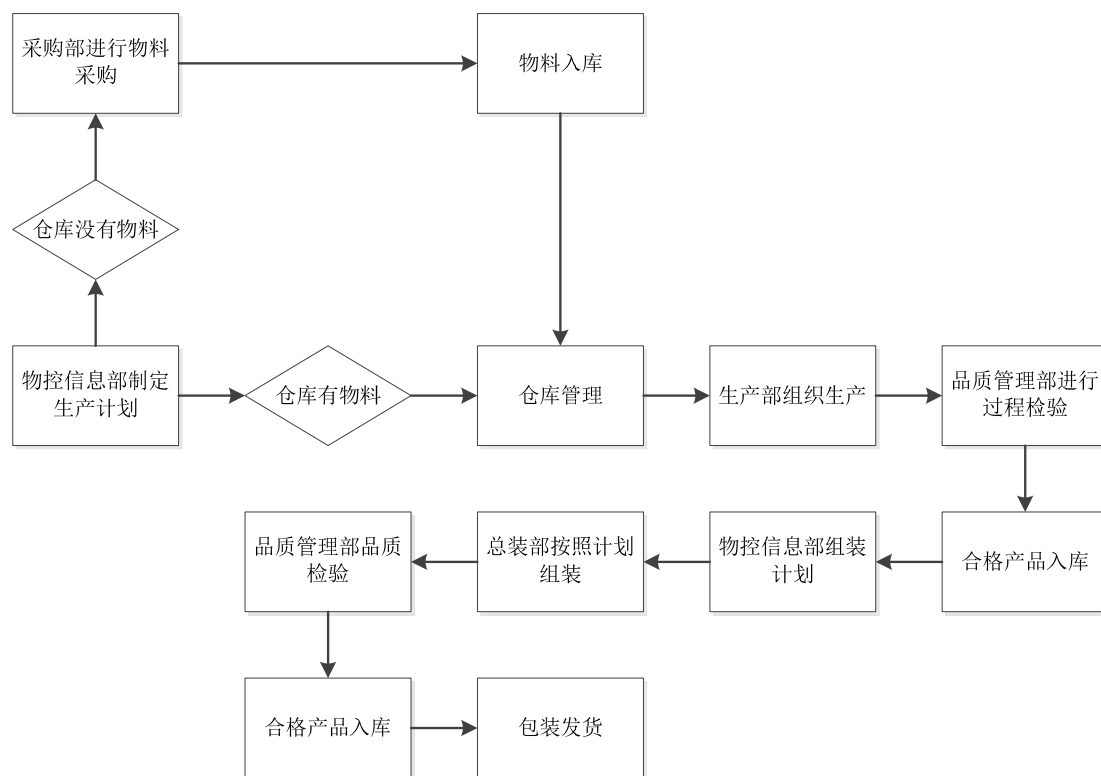 采购部进行物料
采购
物料入库
仓库没有物料
物控信息部制定
生产计划
仓库有物料
仓库管理
生产部组织生产
品质管理部进行
过程检验
品质管理部品质
检验
总装部按照计划
组装
物控信息部组装
计划
合格产品入库
合格产品入库
包装发货